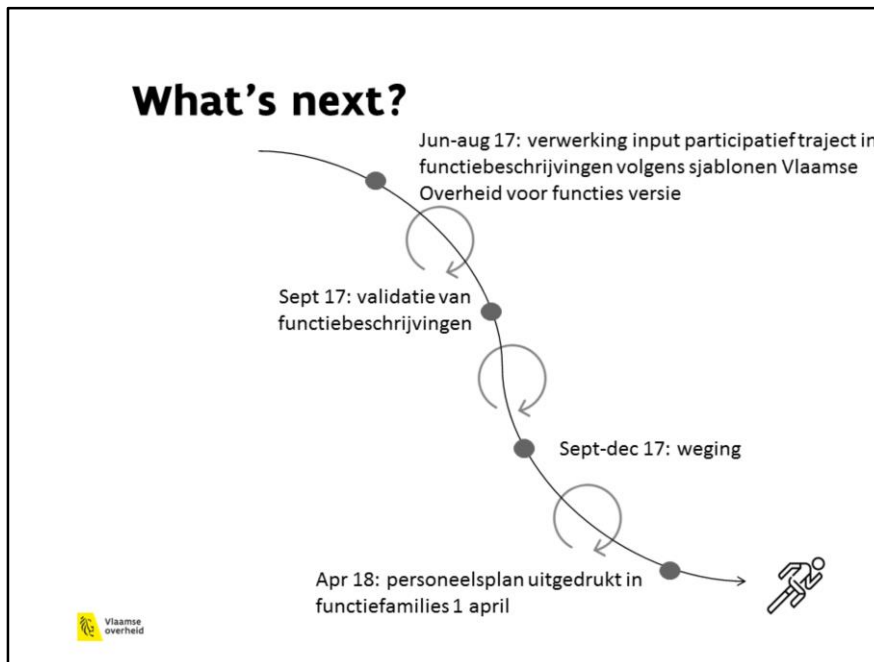 What's next?
Jun-aug 17: verwerking input participatief traject in
functiebeschrijvingen volgens sjablonen Vlaamse
Overheid voor functies versie
Sept 17: validatie van
functiebeschrijvingen
Sept-dec 17: weging
Apr 18: personeelsplan uitgedrukt in
functiefamilies 1 april
Vlaamse
overheid